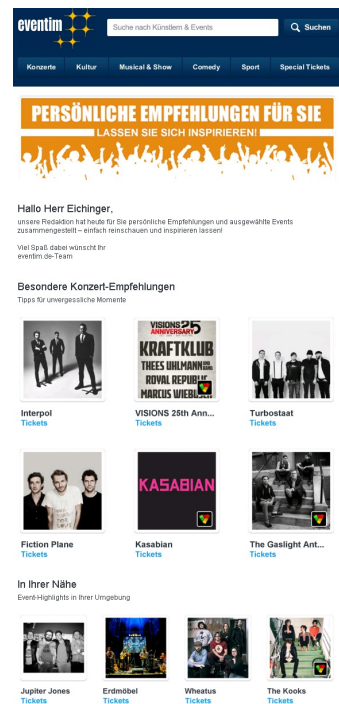 eventim
Suche nach Künstlern & Events
Suchen
Konzerte Kultur Musical & Show Comedy Sport Special Tickets
PERSÖNLICHE EMPFEHLUNGEN FÜR SIE
LASSEN SIE SICH INSPIRIEREN!
Hallo Herr Eichinger,
unsere Redaktion hat heute für Sie persönliche Empfehlungen und ausgewählte Events
zusammengestellt – einfach reinschauen und inspirieren lassen!
Viel Spaß dabei wünscht Ihr
eventim.de-Team
Besondere Konzert-Empfehlungen
Tipps für unvergessliche Momente
VISIONS 25
ANNIVERSARY
KRAFTKLUB
THEES UHLMANN
ROYAL REPUBLIC
MARCUS WIEBUSCH
Interpol VISIONS 25th Ann... Turbostaat
Tickets Tickets Tickets
KASABIAN
Fiction Plane Kasabian The Gaslight Ant...
Tickets Tickets Tickets
In Ihrer Nähe
Event-Highlights in Ihrer Umgebung
Jupiter Jones Erdmöbel Wheatus The Kooks
Tickets Tickets Tickets Tickets